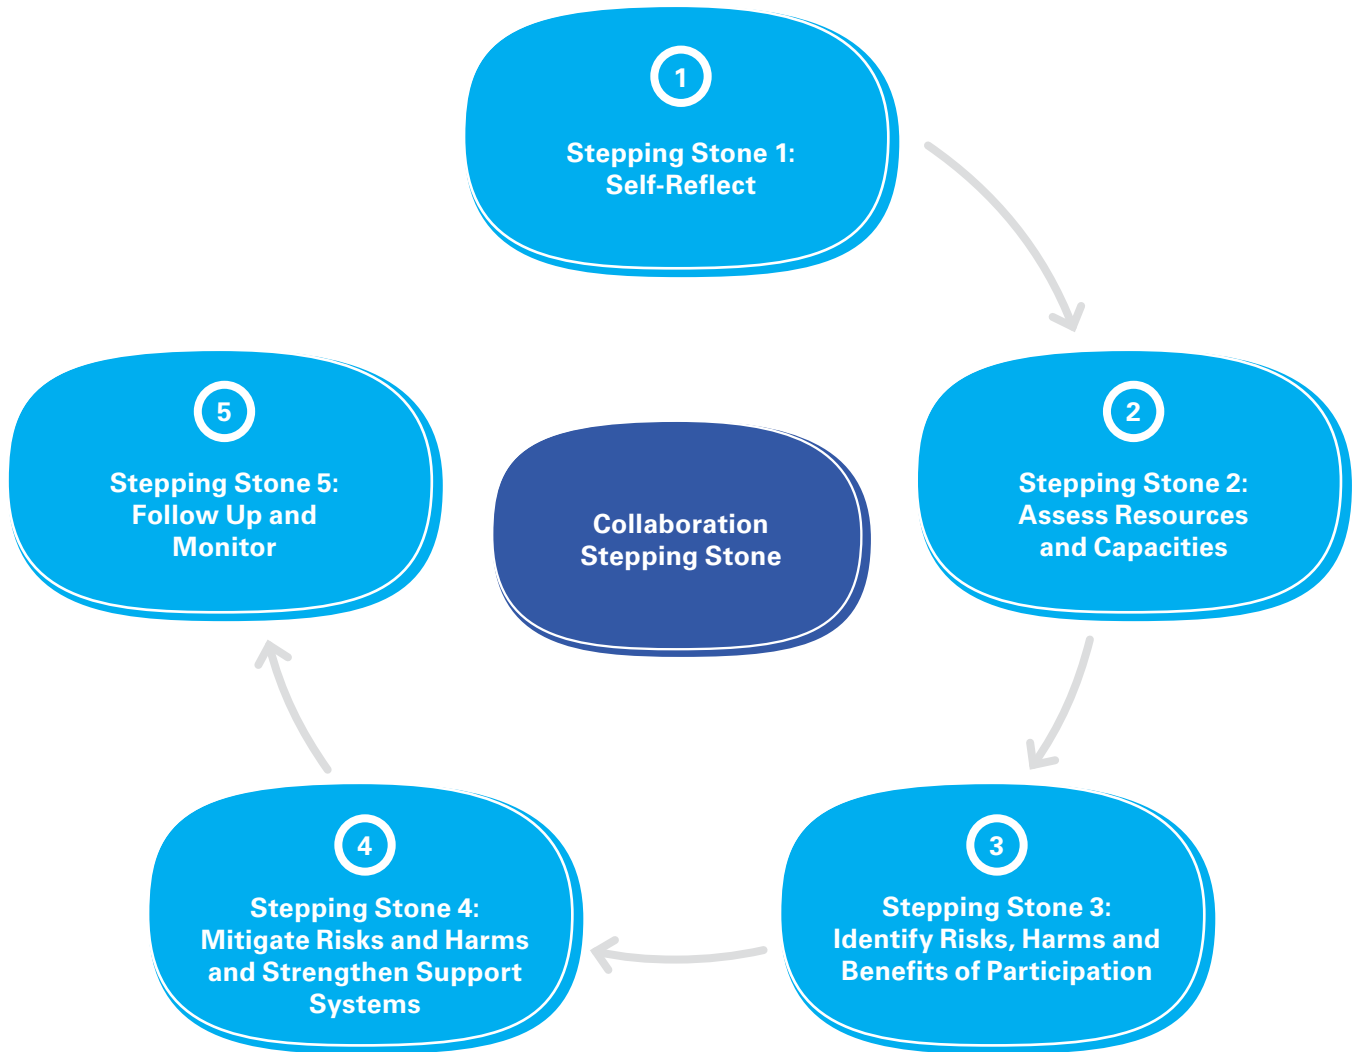 1
Stepping Stone 1:
Self-Reflect
2
Stepping Stone 2:
Assess Resources
and Capacities
3
Stepping Stone 3:
Identify Risks, Harms and
Benefits of Participation
4
Stepping Stone 4:
Mitigate Risks and Harms
and Strengthen Support
Systems
5
Stepping Stone 5:
Follow Up and
Monitor
Collaboration
Stepping Stone